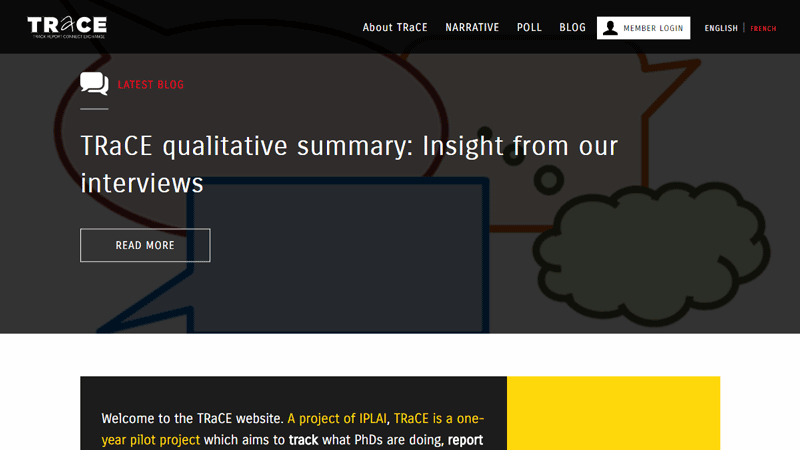 TRaCE
TRACK REPORT CONNECT EXCHANGE
About TRaCE
NARRATIVE
POLL
BLOG
MEMBER LOGIN
ENGLISH
FRENCH
LATEST BLOG
TRaCE qualitative summary: Insight from our
interviews
READ MORE
Welcome to the TRaCE website. A project of IPLAI, TRaCE is a one-
year pilot project which aims to track what PhDs are doing, report